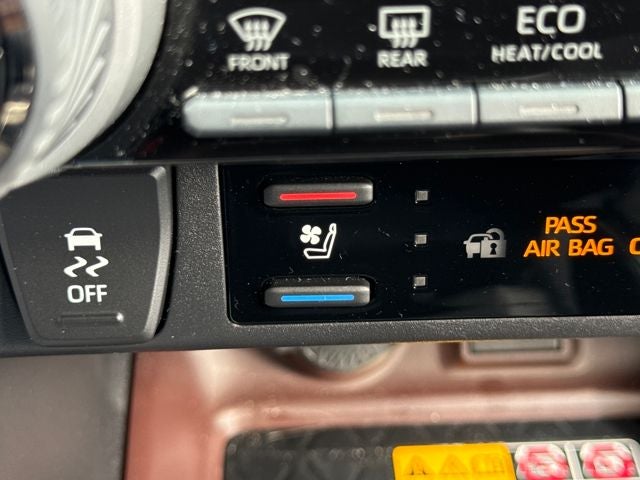 FRONT
REAR
ECO
HEAT/COOL
OFF
PASS
AIR BAG